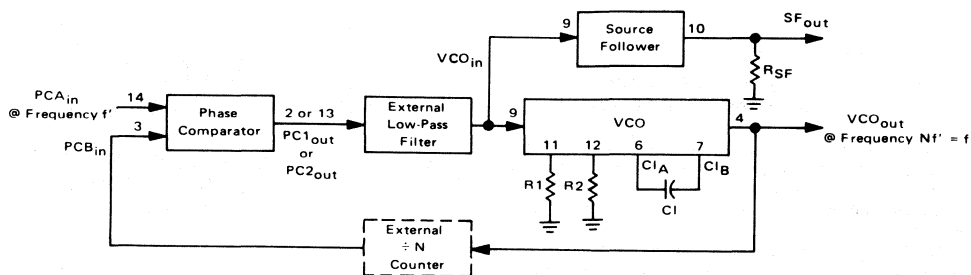 9
Source
Follower
10
SFout
VCOin
RSF
PCAin
@ Frequency f'
14
3
PCBin
Phase
Comparator
2 or 13
PC1out
or
PC2out
External
Low-Pass
Filter
9
VCO
4
VCOout
@ Frequency Nf' = f
11
12
6
7
CIA
CIB
R1
R2
CI
External
÷ N
Counter